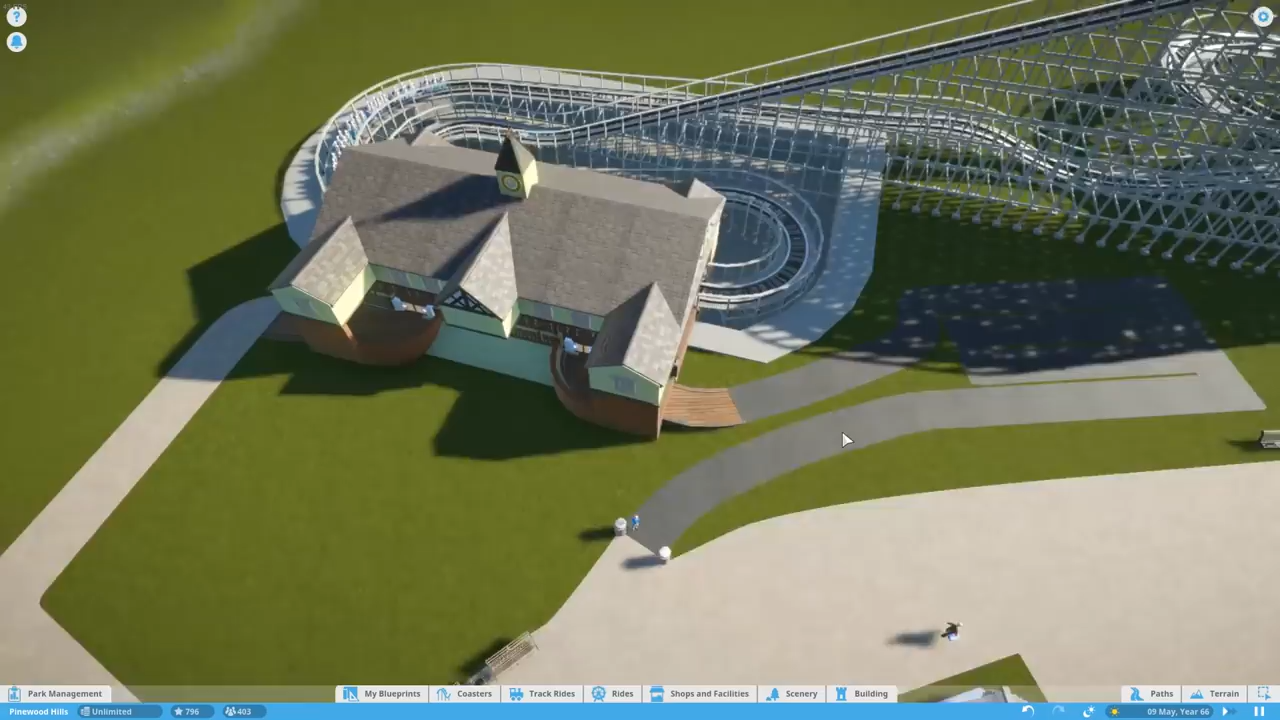 Park Management
My Blueprints
Coasters
Track Rides
Rides
Shops and Facilities
Scenery
Building
Paths
Terrain
Pinewood Hills
Unlimited
796
403
09 May, Year 66